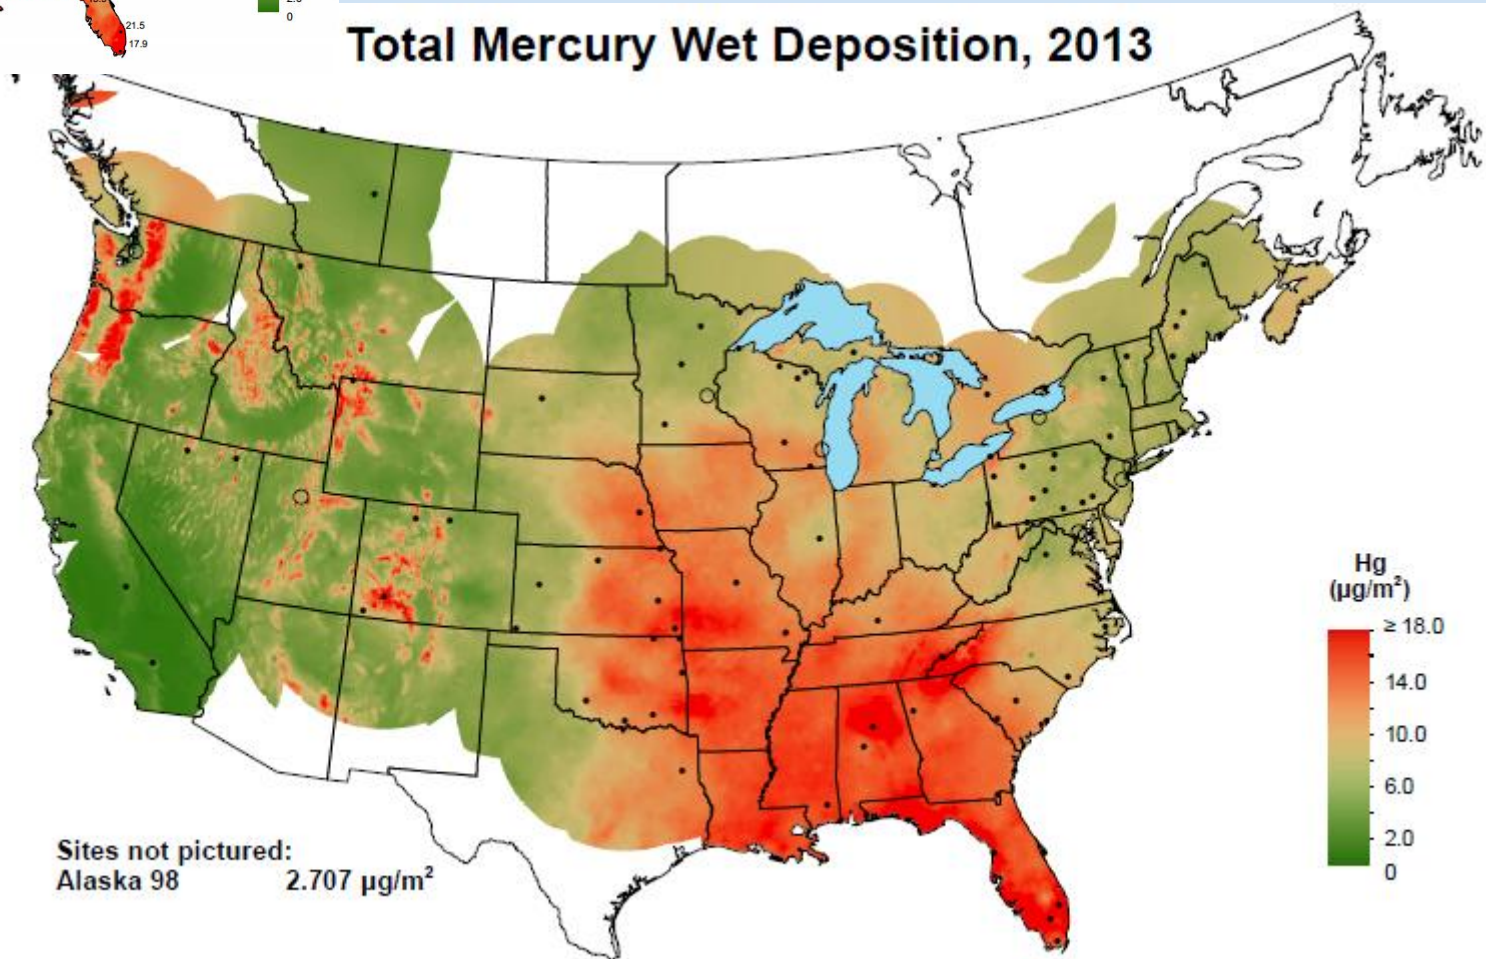 21.5
17.9
0
Total Mercury Wet Deposition, 2013
Hg
(µg/m²)
≥ 18.0
14.0
10.0
6.0
2.0
0
Sites not pictured:
Alaska 98 2.707 µg/m²